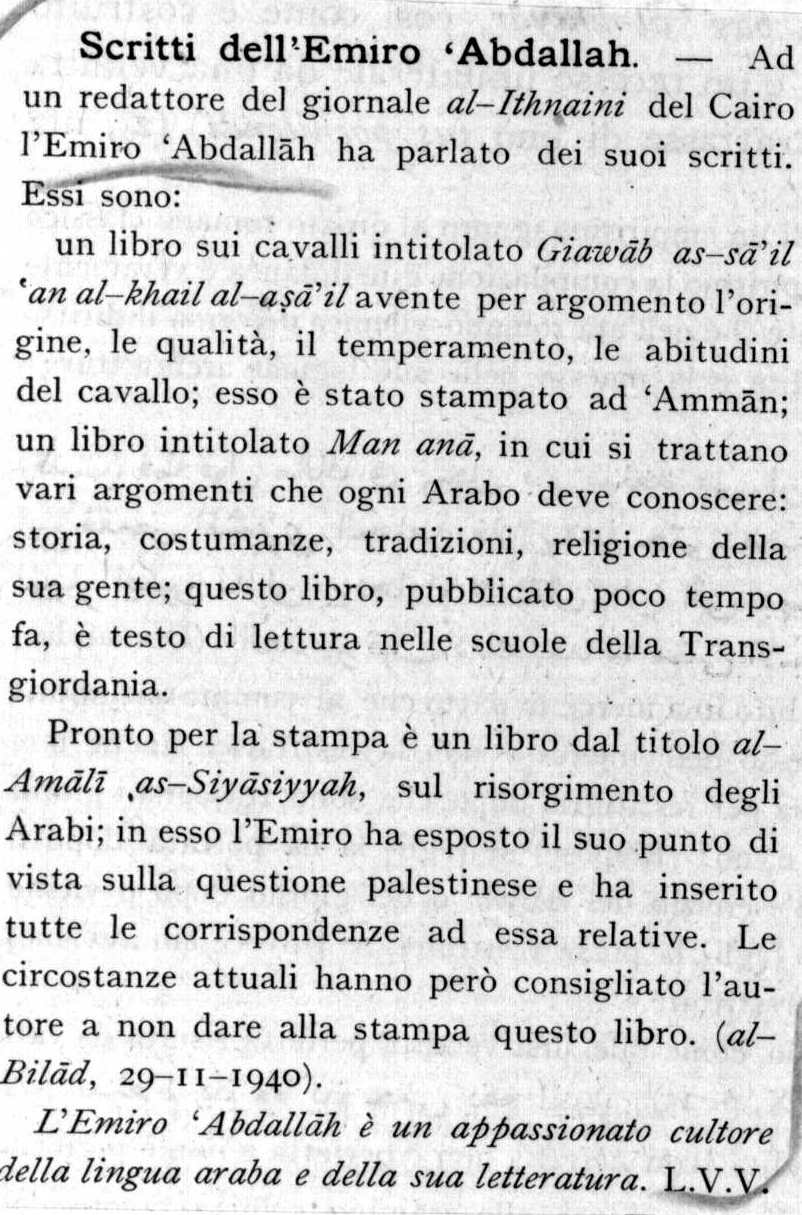 Scritti dell'Emiro ‘Abdallah. — Ad
un redattore del giornale al-Ithnaini del Cairo
l'Emiro ‘Abdallāh ha parlato dei suoi scritti.
Essi sono:
un libro sui cavalli intitolato Giawāb as-sā'il
‘an al-khail al-aṣā'il avente per argomento l'ori-
gine, le qualità, il temperamento, le abitudini
del cavallo; esso è stato stampato ad ‘Ammān;
un libro intitolato Man anā, in cui si trattano
vari argomenti che ogni Arabo deve conoscere:
storia, costumanze, tradizioni, religione della
sua gente; questo libro, pubblicato poco tempo
fa, è testo di lettura nelle scuole della Trans-
giordania.
Pronto per la stampa è un libro dal titolo al-
Amālī as-Siyāsiyyah, sul risorgimento degli
Arabi; in esso l'Emiro ha esposto il suo punto di
vista sulla questione palestinese e ha inserito
tutte le corrispondenze ad essa relative. Le
circostanze attuali hanno però consigliato l'au-
tore a non dare alla stampa questo libro. (al-
Bilād, 29-11-1940).
L'Emiro ‘Abdallāh è un appassionato cultore
della lingua araba e della sua letteratura. L.V.V.